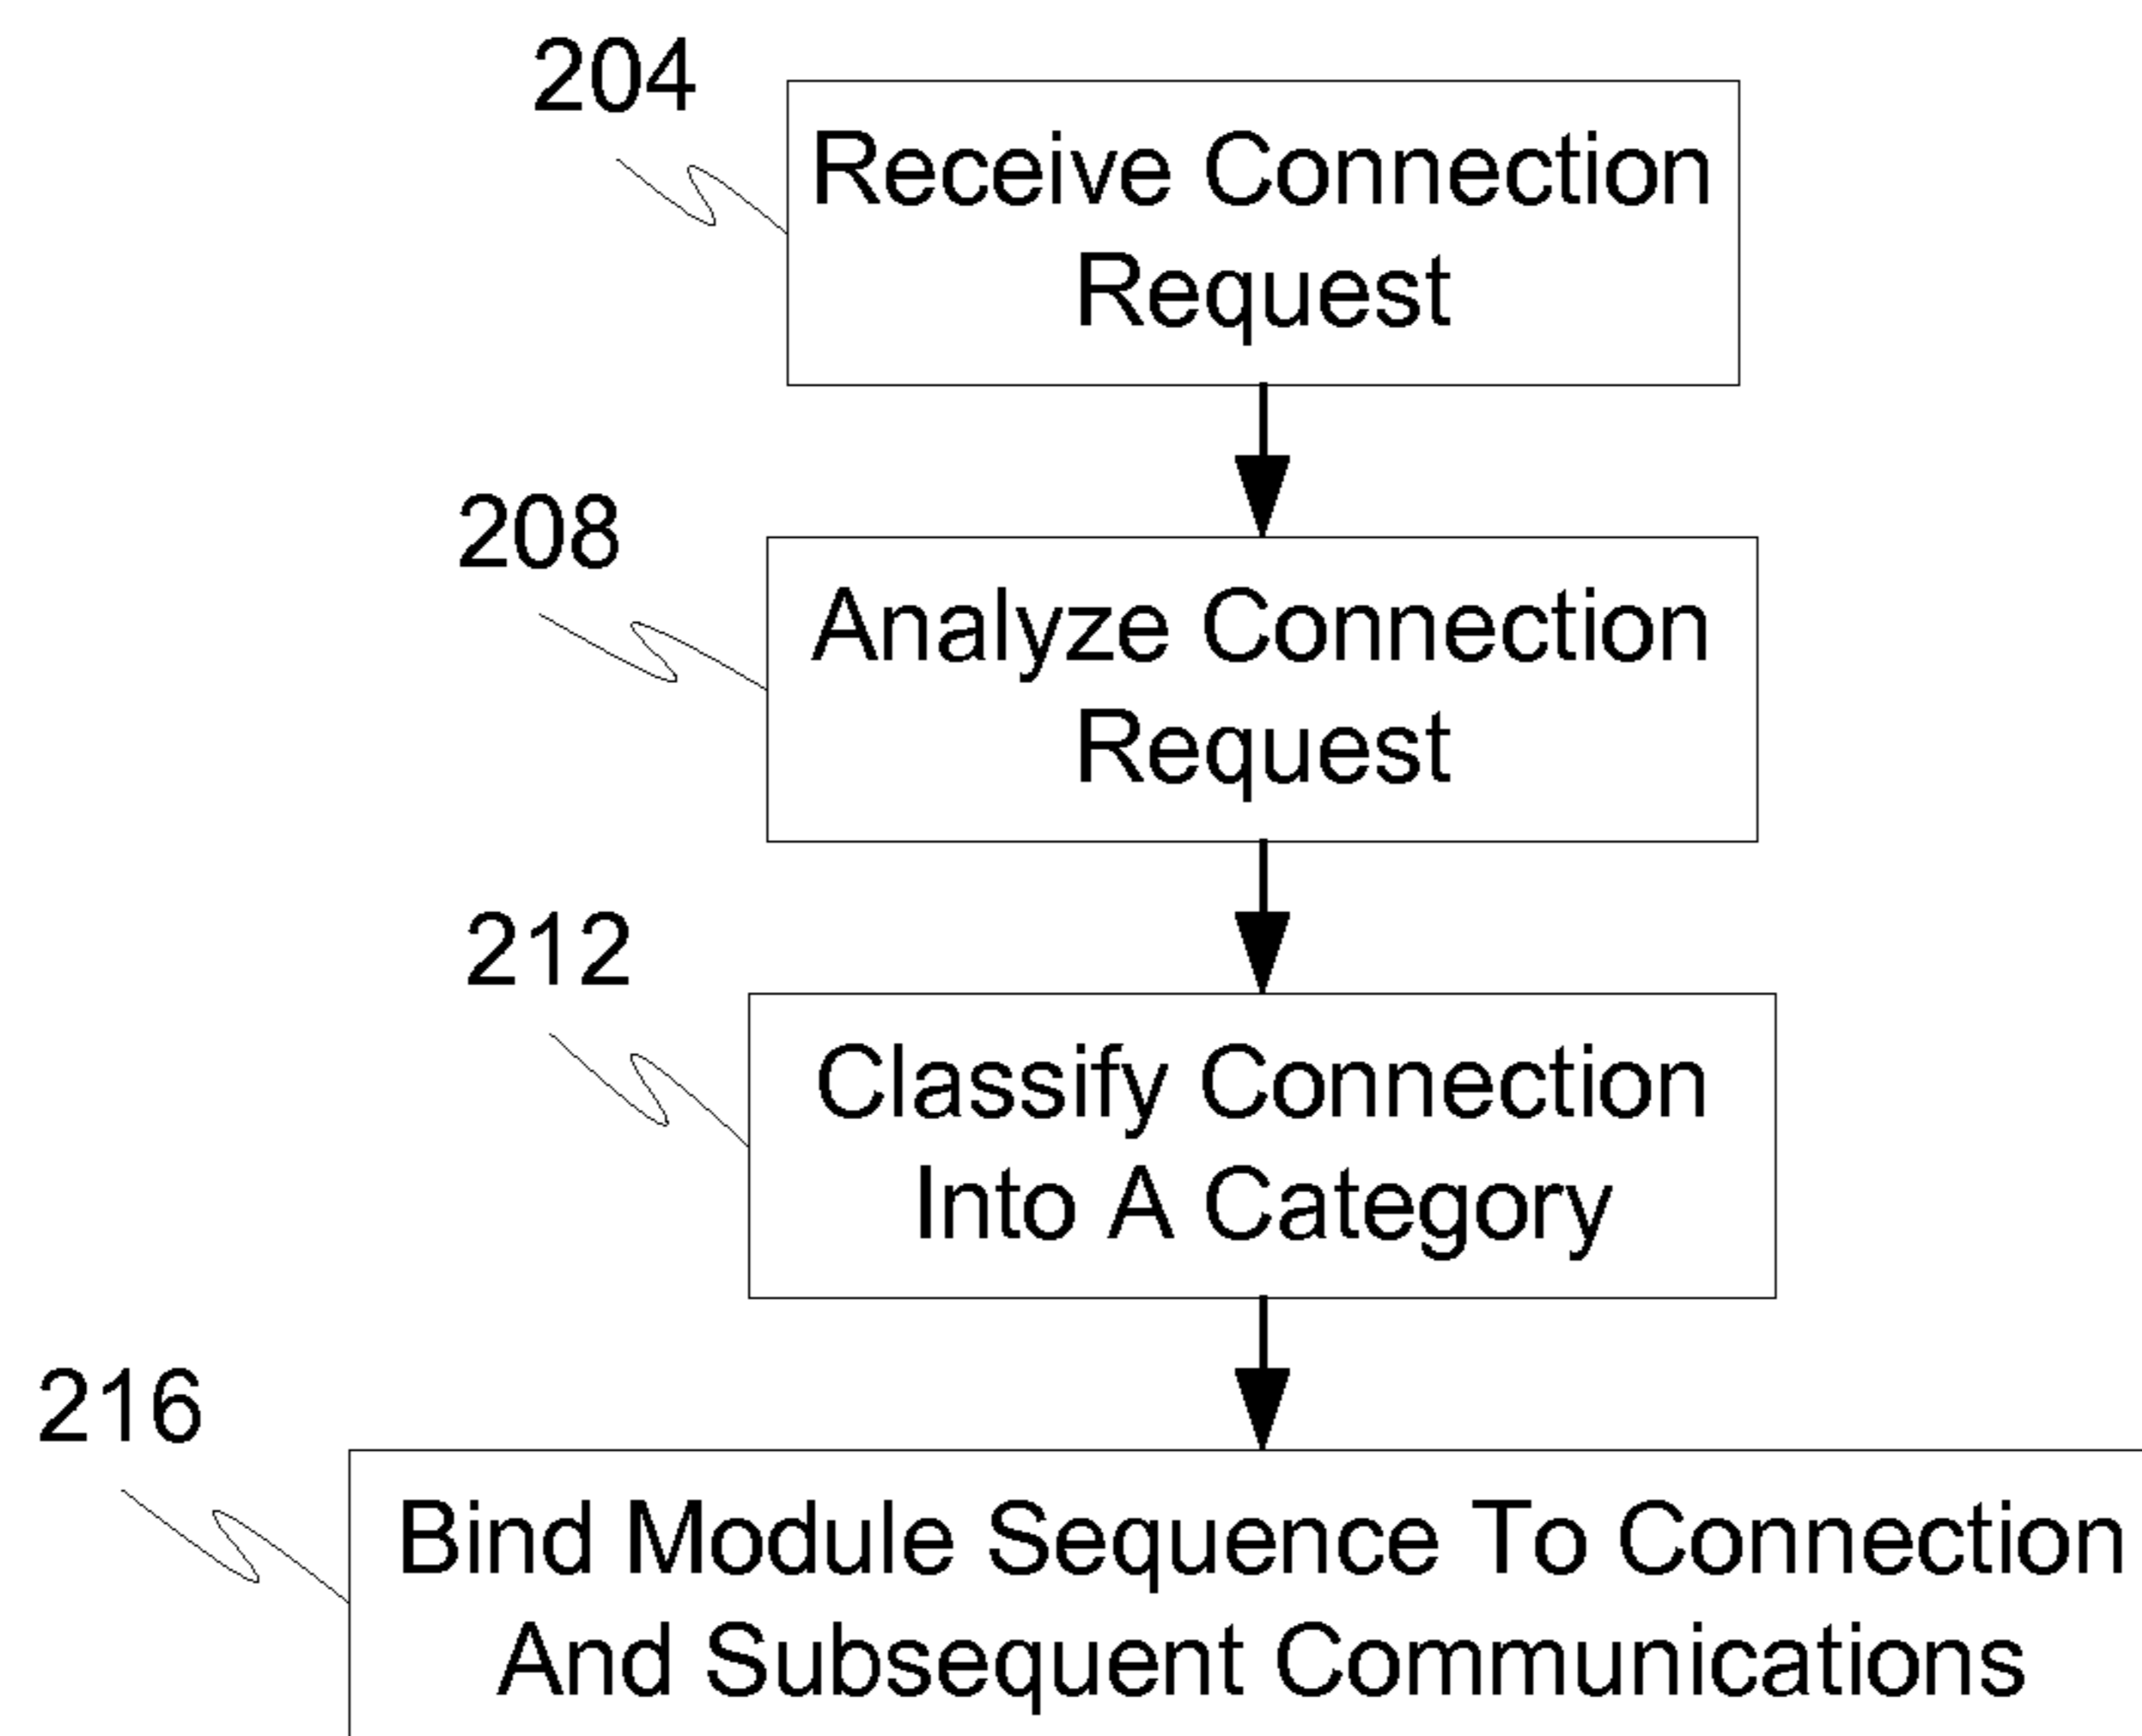 204
Receive Connection
Request
208
Analyze Connection
Request
212
Classify Connection
Into A Category
216
Bind Module Sequence To Connection
And Subsequent Communications